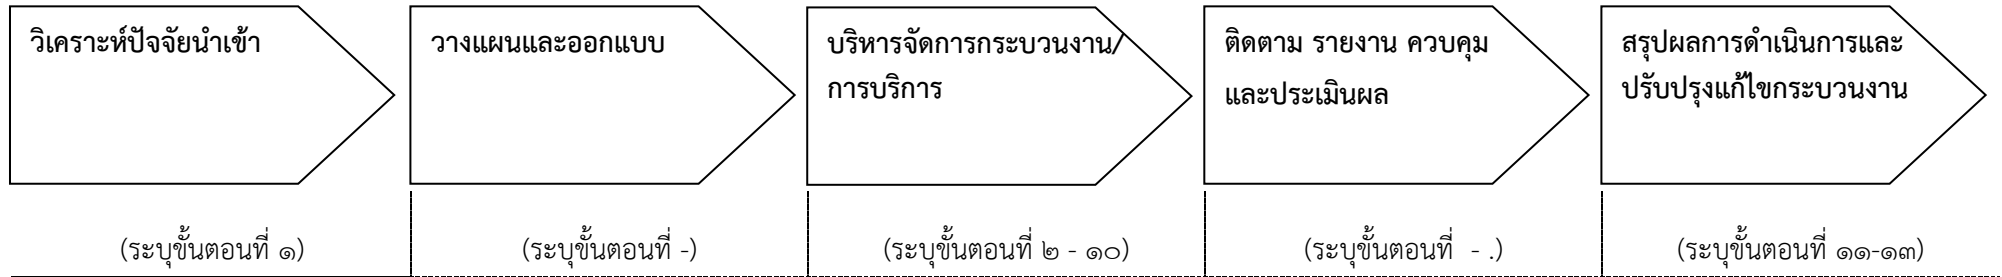 วิเคราะห์ปัจจัยนำเข้า
วางแผนและออกแบบ
บริหารจัดการกระบวนงาน/
การบริการ
ติดตาม รายงาน ควบคุม
และประเมินผล
สรุปผลการดำเนินการและ
ปรับปรุงแก้ไขกระบวนงาน
(ระบุขั้นตอนที่ ๑)
(ระบุขั้นตอนที่ -)
(ระบุขั้นตอนที่ ๒ - ๑๐)
(ระบุขั้นตอนที่  - .)
(ระบุขั้นตอนที่ ๑๑-๑๓)